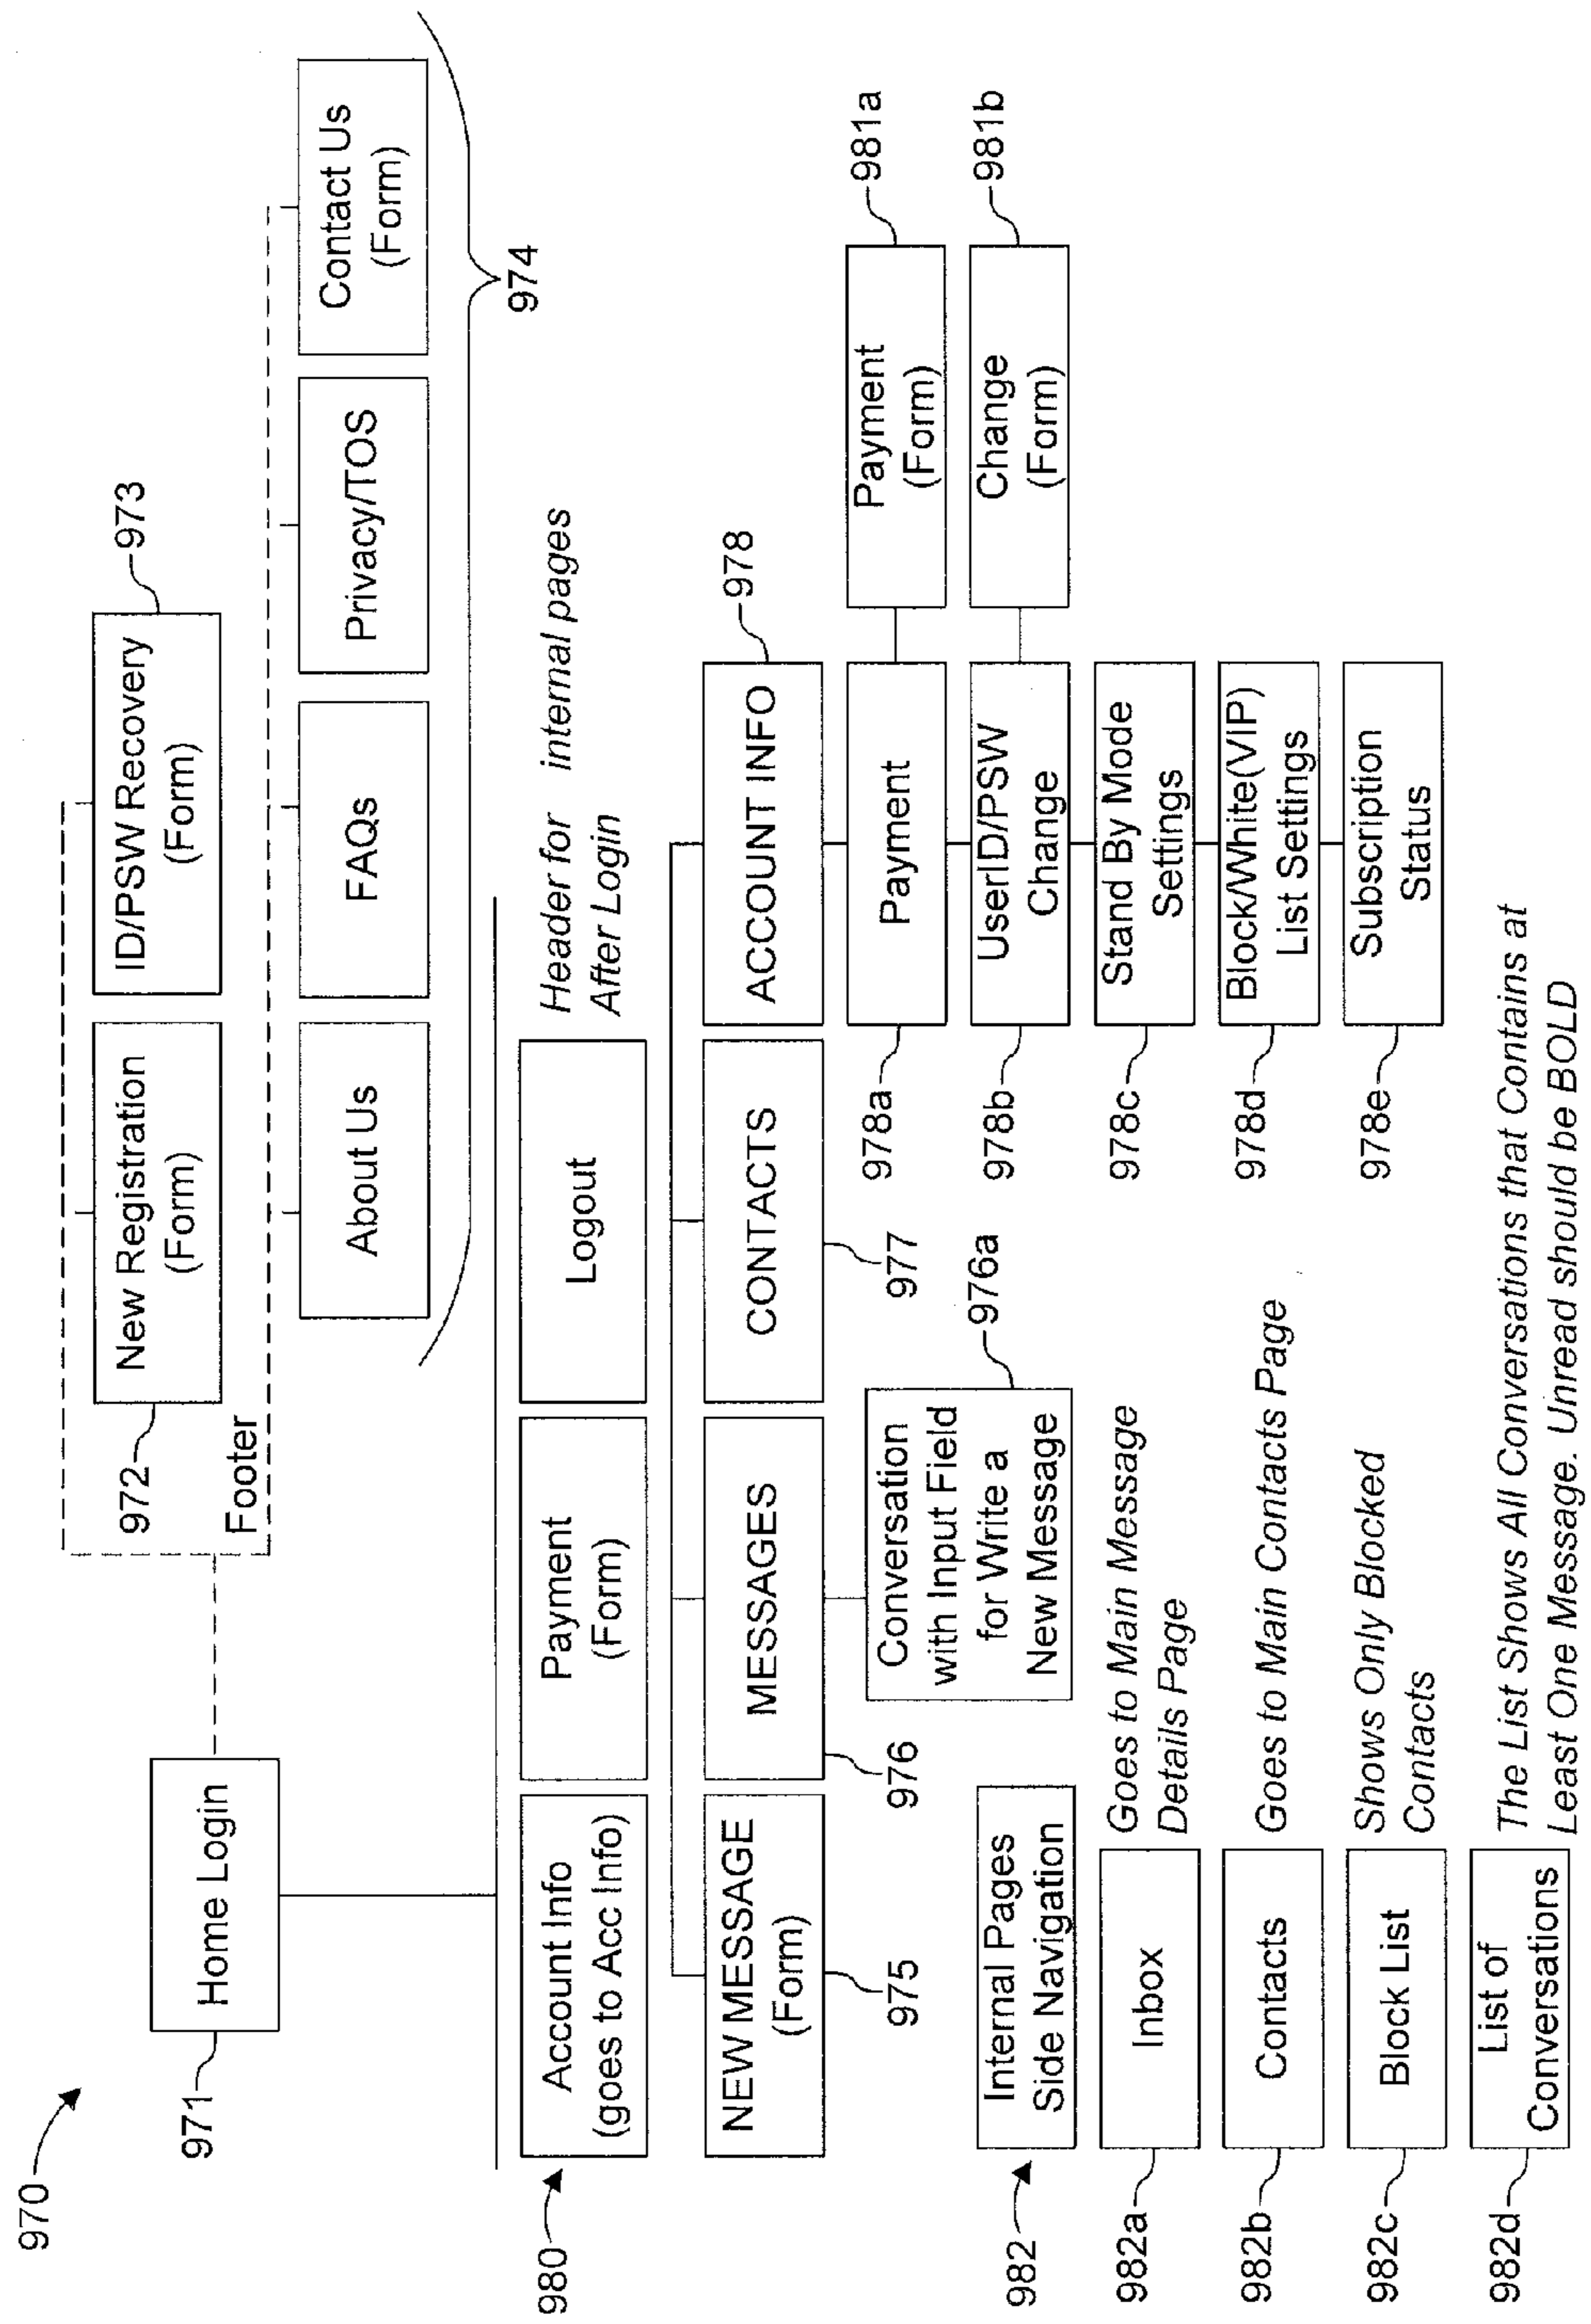 970
971
Home Login
972
New Registration
(Form)
ID/PSW Recovery
(Form)
973
Footer
About Us
FAQs
Privacy/TOS
Contact Us
(Form)
974
980
Account Info
(goes to Acc Info)
Payment
(Form)
Logout
Header for internal pages
After Login
NEW MESSAGE
(Form)
975
MESSAGES
976
CONTACTS
977
ACCOUNT INFO
978
Conversation
with Input Field
for Write a
New Message
976a
978a
Payment
Payment
(Form)
981a
978b
UserID/PSW
Change
Change
(Form)
981b
978c
Stand By Mode
Settings
978d
Block/White(VIP)
List Settings
978e
Subscription
Status
982
Internal Pages
Side Navigation
982a
Inbox
Goes to Main Message
Details Page
982b
Contacts
Goes to Main Contacts Page
982c
Block List
Shows Only Blocked
Contacts
982d
List of
Conversations
The List Shows All Conversations that Contains at
Least One Message. Unread should be BOLD